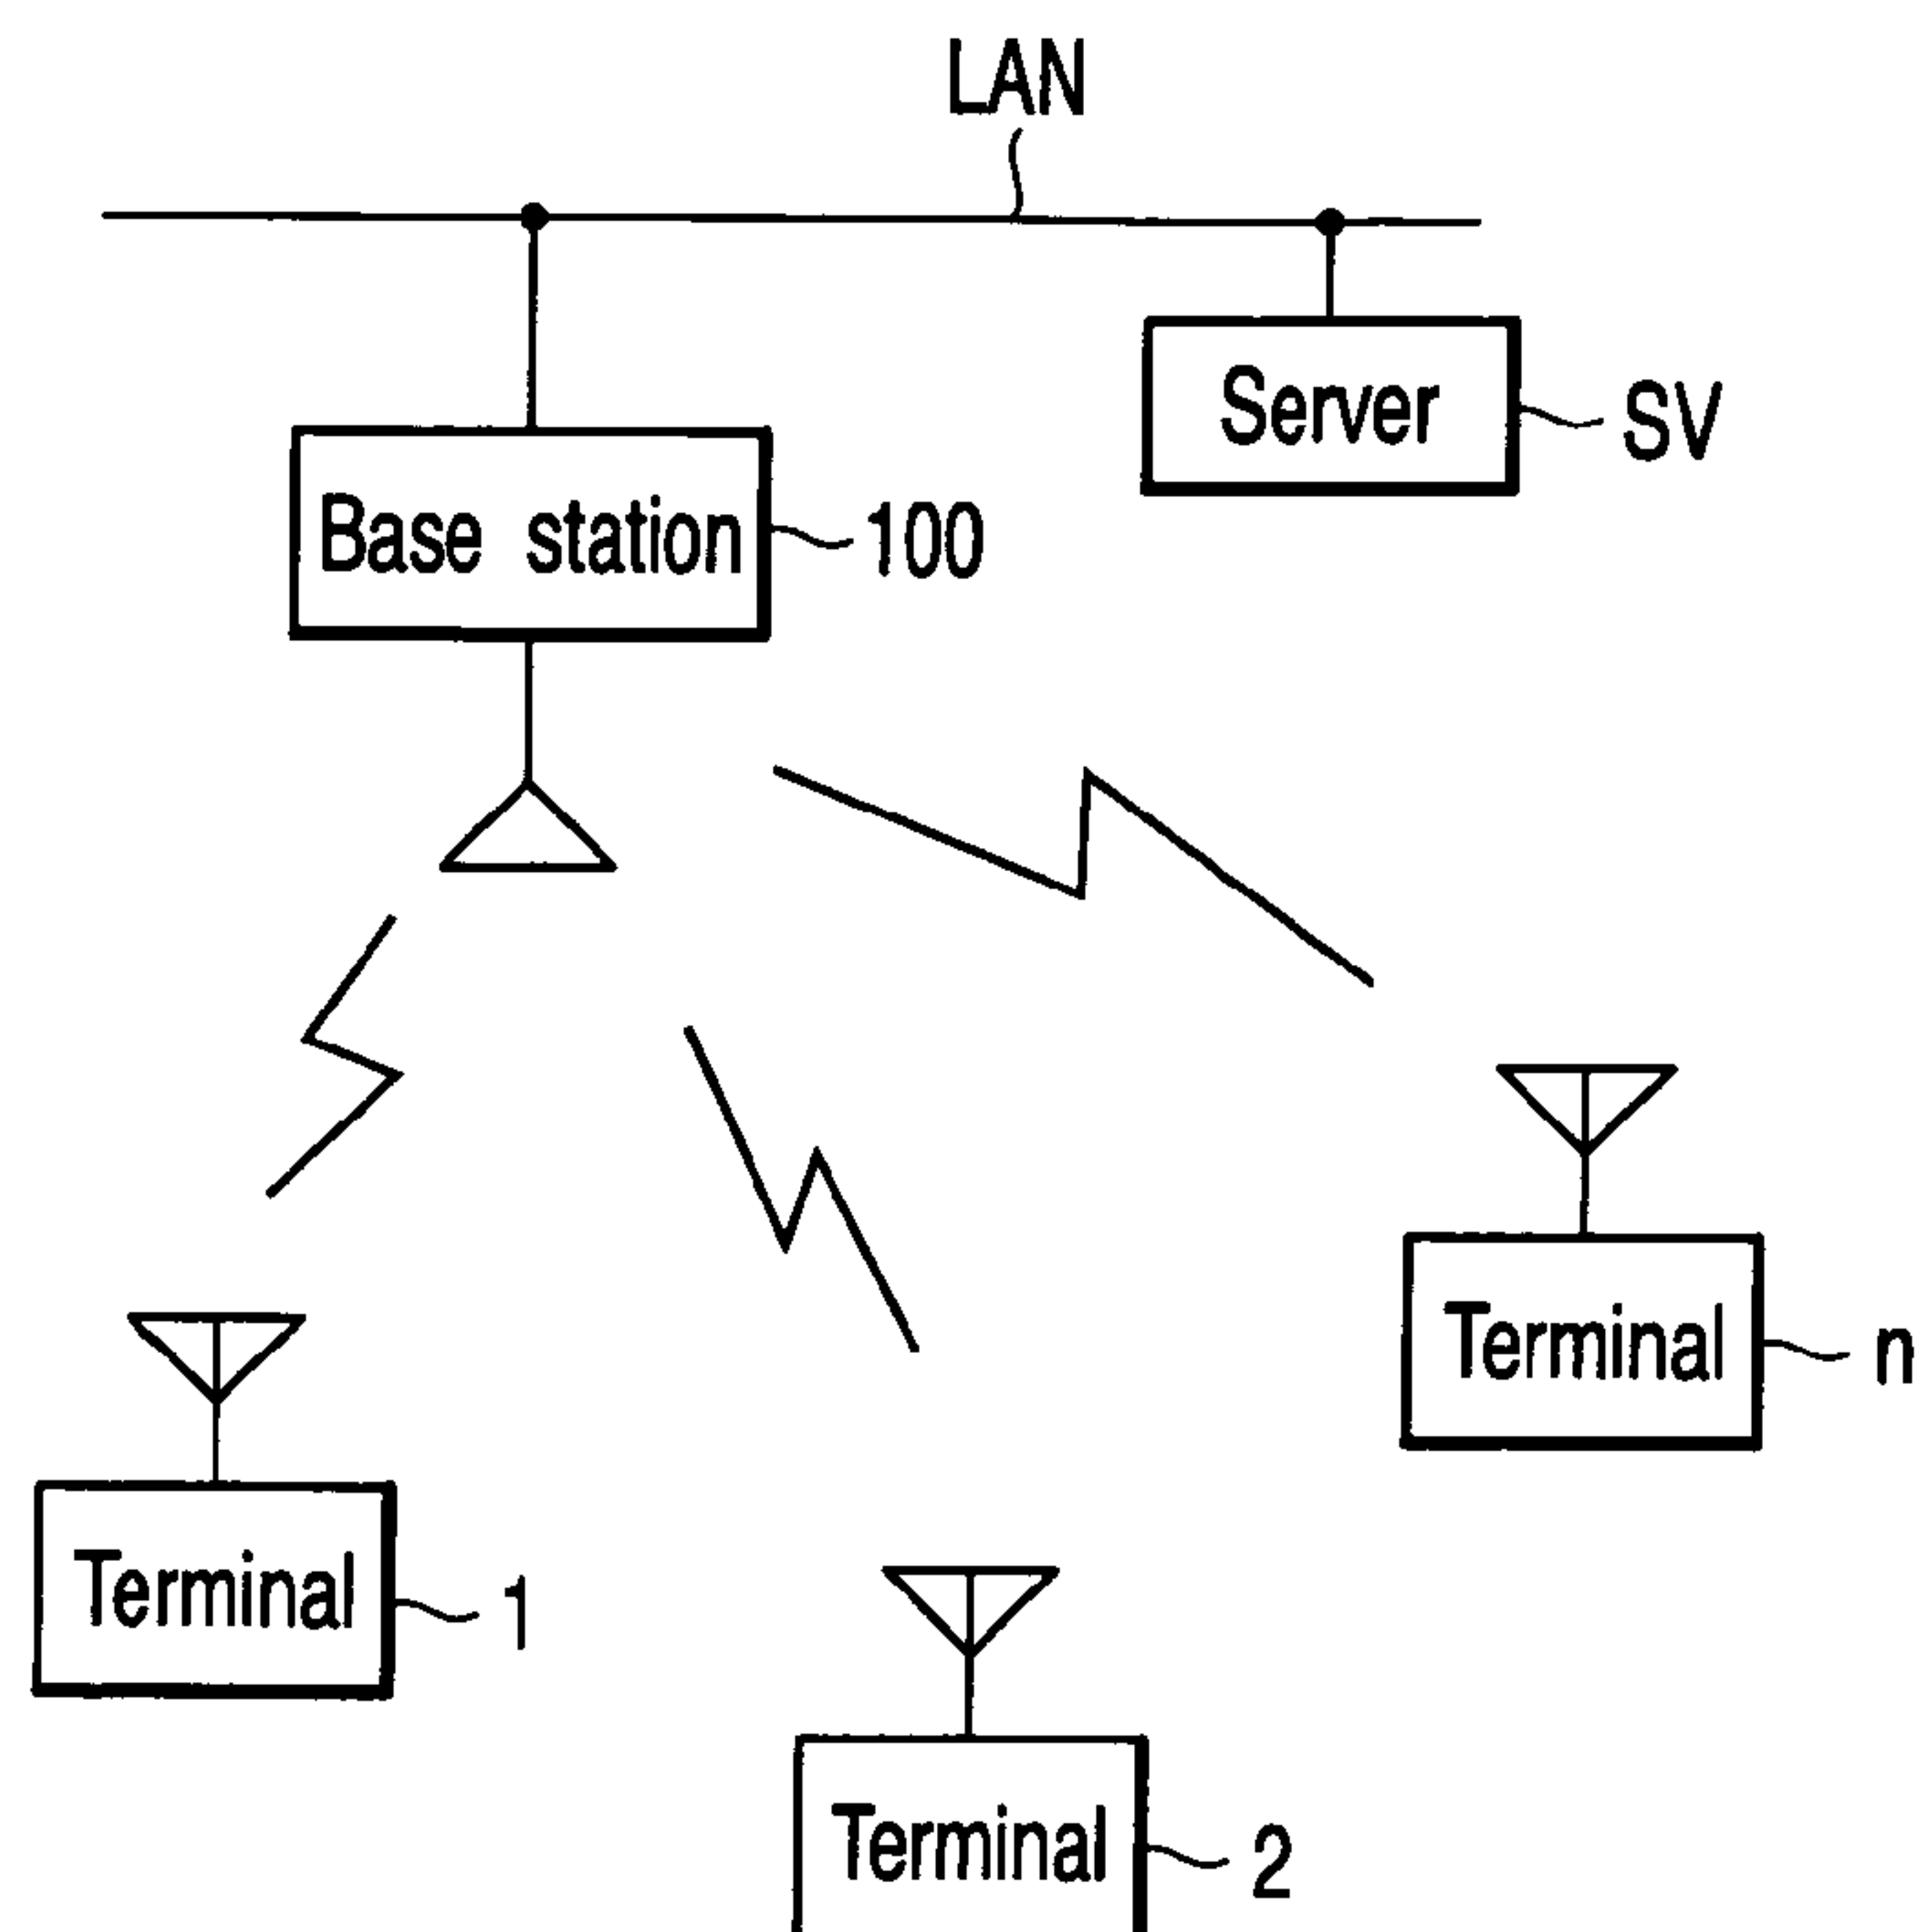 LAN
Server
SV
Base station
100
Terminal
n
Terminal
1
Terminal
2